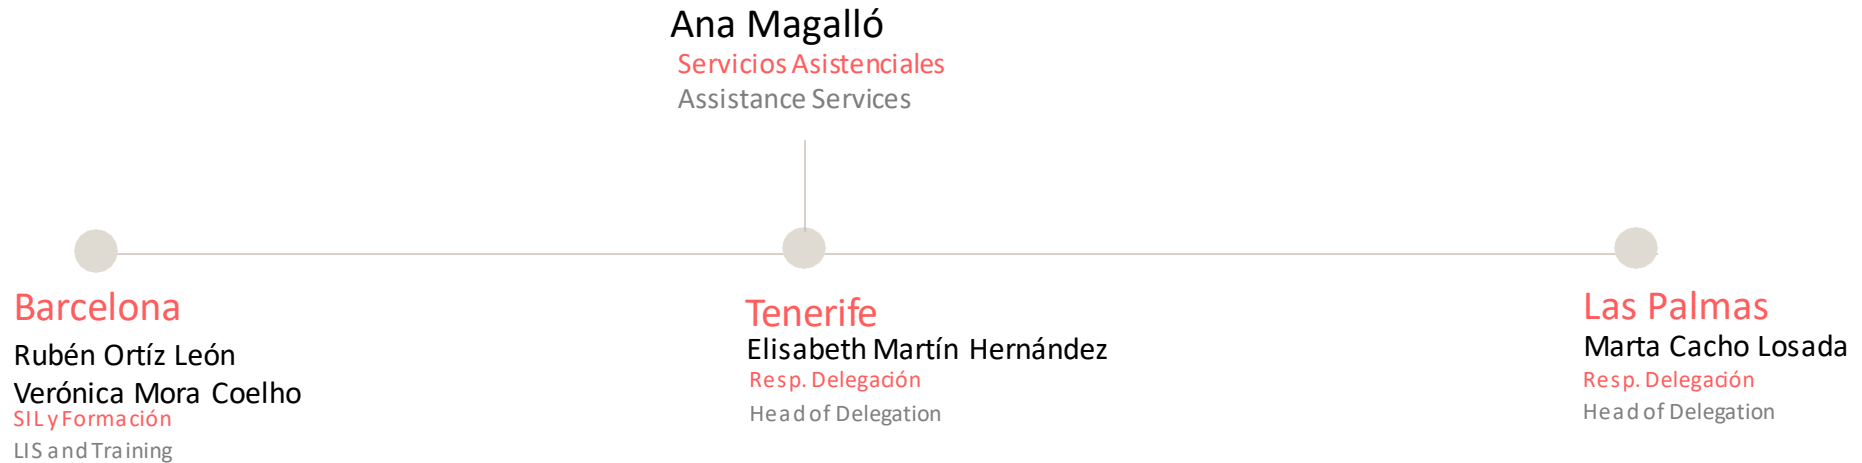 Ana Magalló
Servicios Asistenciales
Assistance Services
Barcelona
Rubén Ortíz León
Verónica Mora Coelho
SIL y Formación
LIS and Training
Tenerife
Elisabeth Martín Hernández
Resp. Delegación
Head of Delegation
Las Palmas
Marta Cacho Losada
Resp. Delegación
Head of Delegation